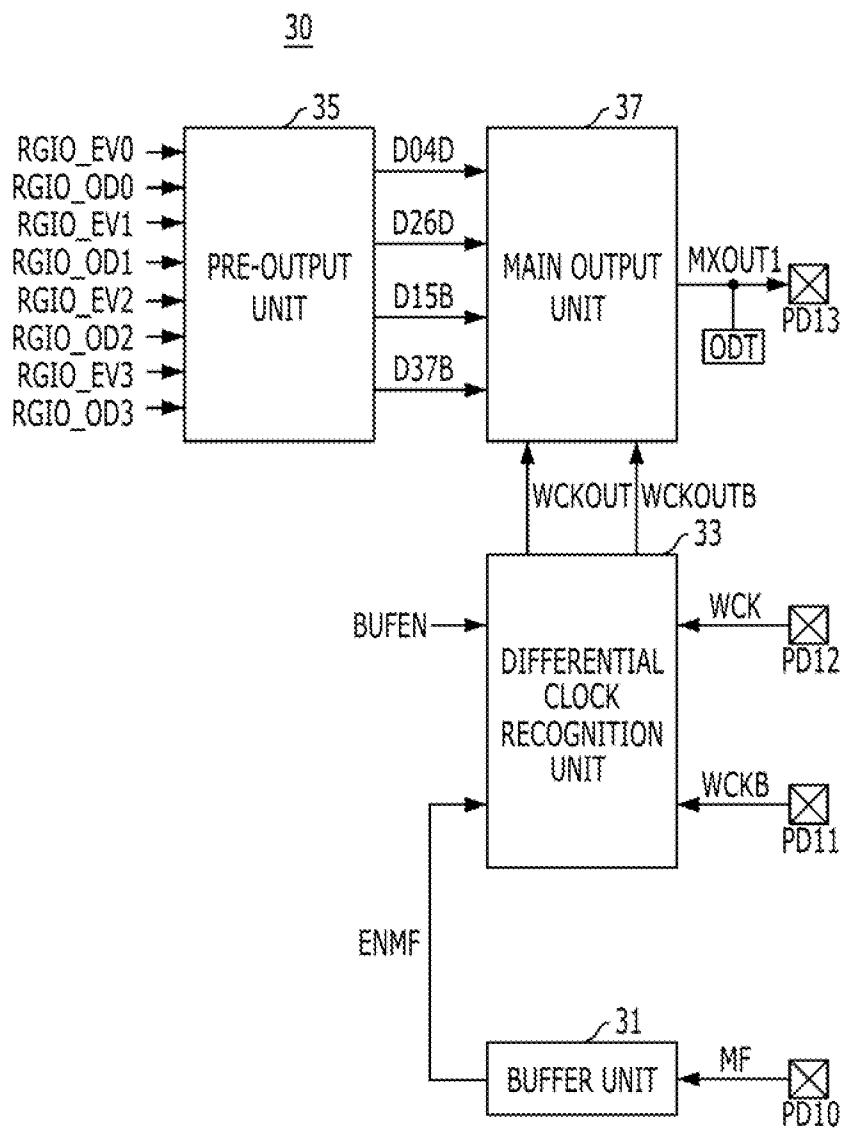 30
35
37
RGIO_EV0
RGIO_OD0
RGIO_EV1
RGIO_OD1
RGIO_EV2
RGIO_OD2
RGIO_EV3
RGIO_OD3
PRE-OUTPUT
UNIT
D04D
D26D
D15B
D37B
MAIN OUTPUT
UNIT
MXOUT1
PD13
ODT
WCKOUT
WCKOUTB
33
BUFEN
DIFFERENTIAL
CLOCK
RECOGNITION
UNIT
WCK
PD12
WCKB
PD11
ENMF
31
BUFFER UNIT
MF
PD10